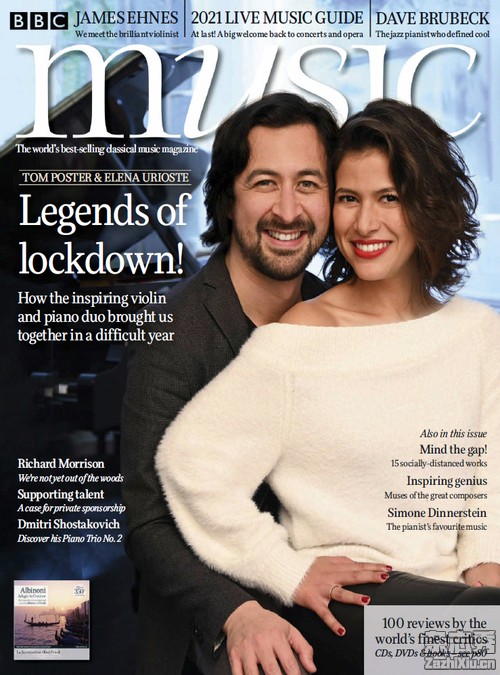 BBC
JAMES EHNES
We meet the brilliant violinist
2021 LIVE MUSIC GUIDE
At last! A big welcome back to concerts and opera
DAVE BRUBECK
The jazz pianist who defined cool
music
The world's best-selling classical music magazine
TOM POSTER & ELENA URIOSTE
Legends of
lockdown!
How the inspiring violin
and piano duo brought us
together in a difficult year
Richard Morrison
We're not yet out of the woods
Supporting talent
A case for private sponsorship
Dmitri Shostakovich
Discover his Piano Trio No. 2
Also in this issue
Mind the gap!
15 socially-distanced works
Inspiring genius
Muses of the great composers
Simone Dinnerstein
The pianist's favourite music
Albinoni
100 reviews by the
world's finest critics
CDs, DVDs & books – see p80
ZaZhiXiu.Com